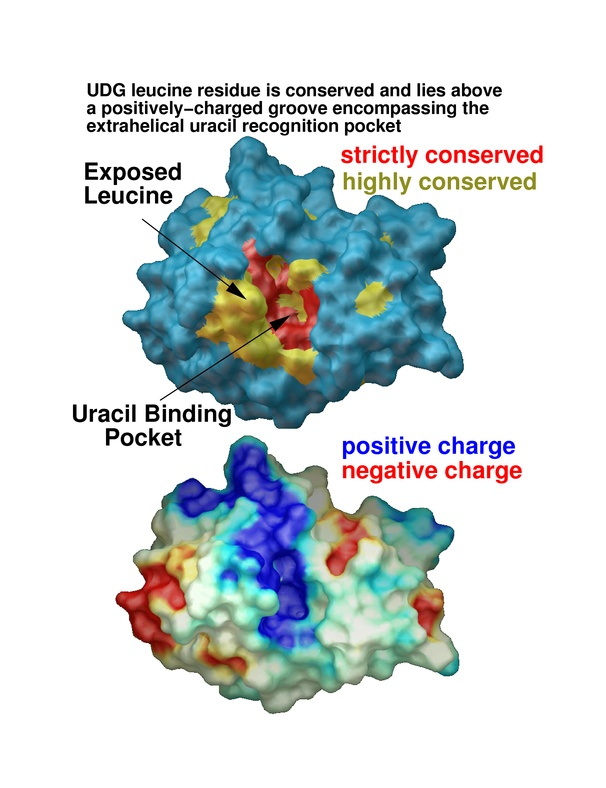 UDG leucine residue is conserved and lies above
a positively−charged groove encompassing the
extrahelical uracil recognition pocket
strictly conserved
highly conserved
Exposed
Leucine
Uracil Binding
Pocket
positive charge
negative charge